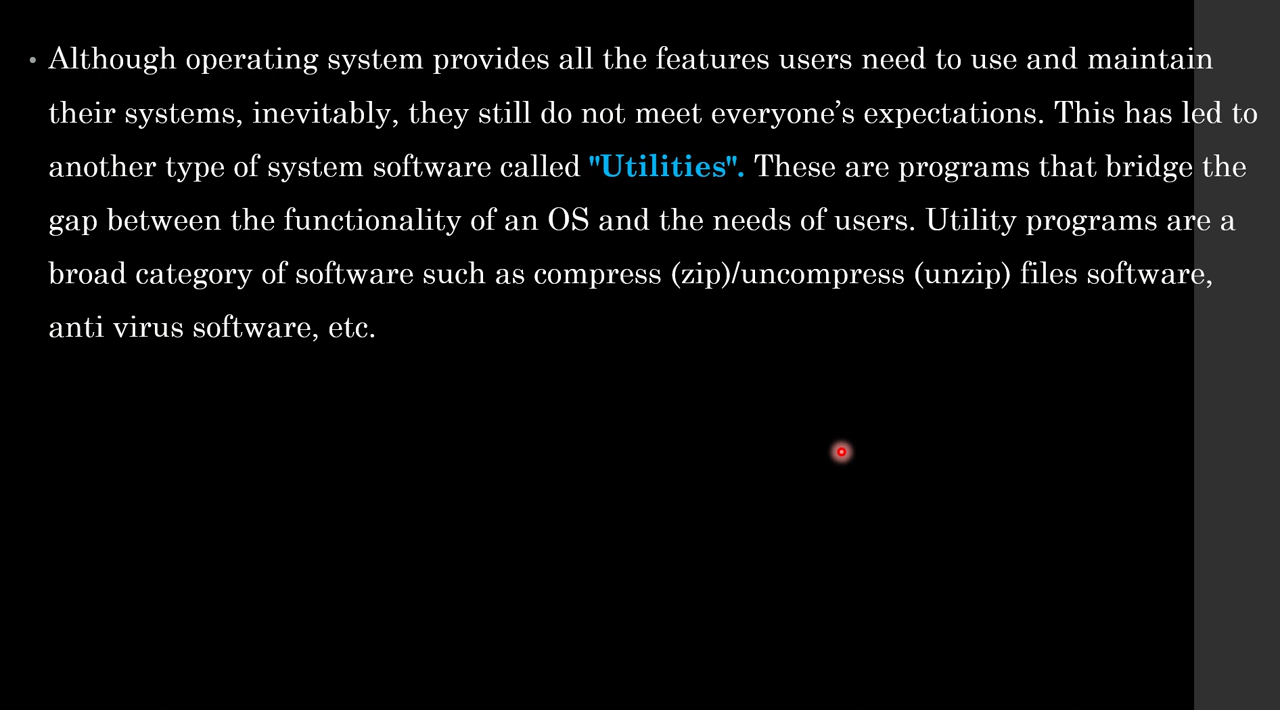 • Although operating system provides all the features users need to use and maintain
their systems, inevitably, they still do not meet everyone’s expectations. This has led to
another type of system software called "Utilities". These are programs that bridge the
gap between the functionality of an OS and the needs of users. Utility programs are a
broad category of software such as compress (zip)/uncompress (unzip) files software,
anti virus software, etc.